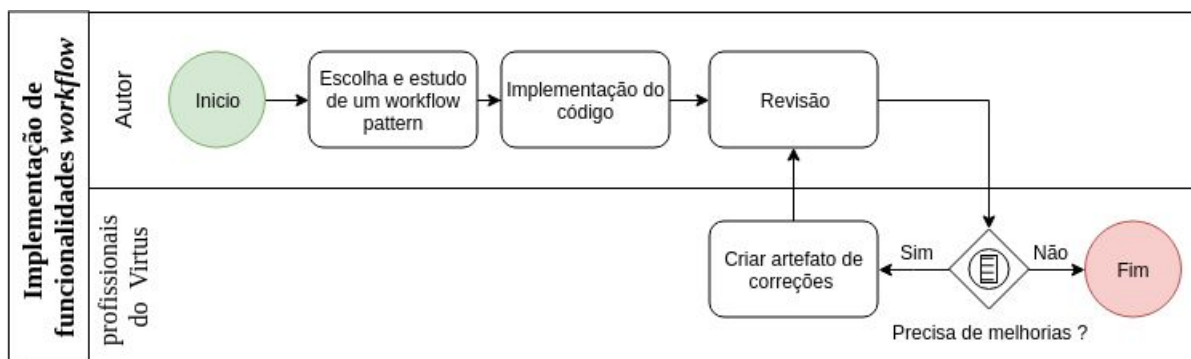 Implementação de
funcionalidades workflow
Autor
Inicio
Escolha e estudo
de um workflow
pattern
Implementação do
código
Revisão
profissionais
do Virtus
Criar artefato de
correções
Sim
Não
Fim
Precisa de melhorias ?